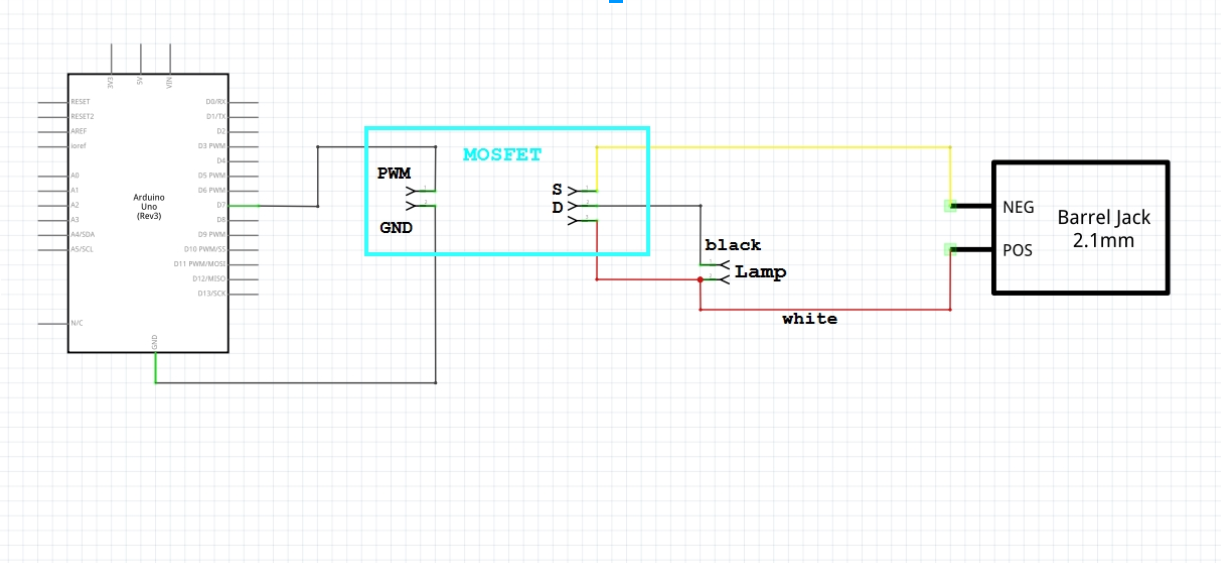 3V3
5V
VIN
RESET
RESET2
AREF
ioref
A0
A1
A2
A3
A4/SDA
A5/SCL
N/C
D0/RX
D1/TX
D2
D3 PWM
D4
D5 PWM
D6 PWM
D7
D8
D9 PWM
D10 PWM/SS
D11 PWM/MOSI
D12/MISO
D13/SCK
GND
Arduino
Uno
(Rev3)
MOSFET
PWM
GND
S
D
black
Lamp
white
NEG
POS
Barrel Jack
2.1mm